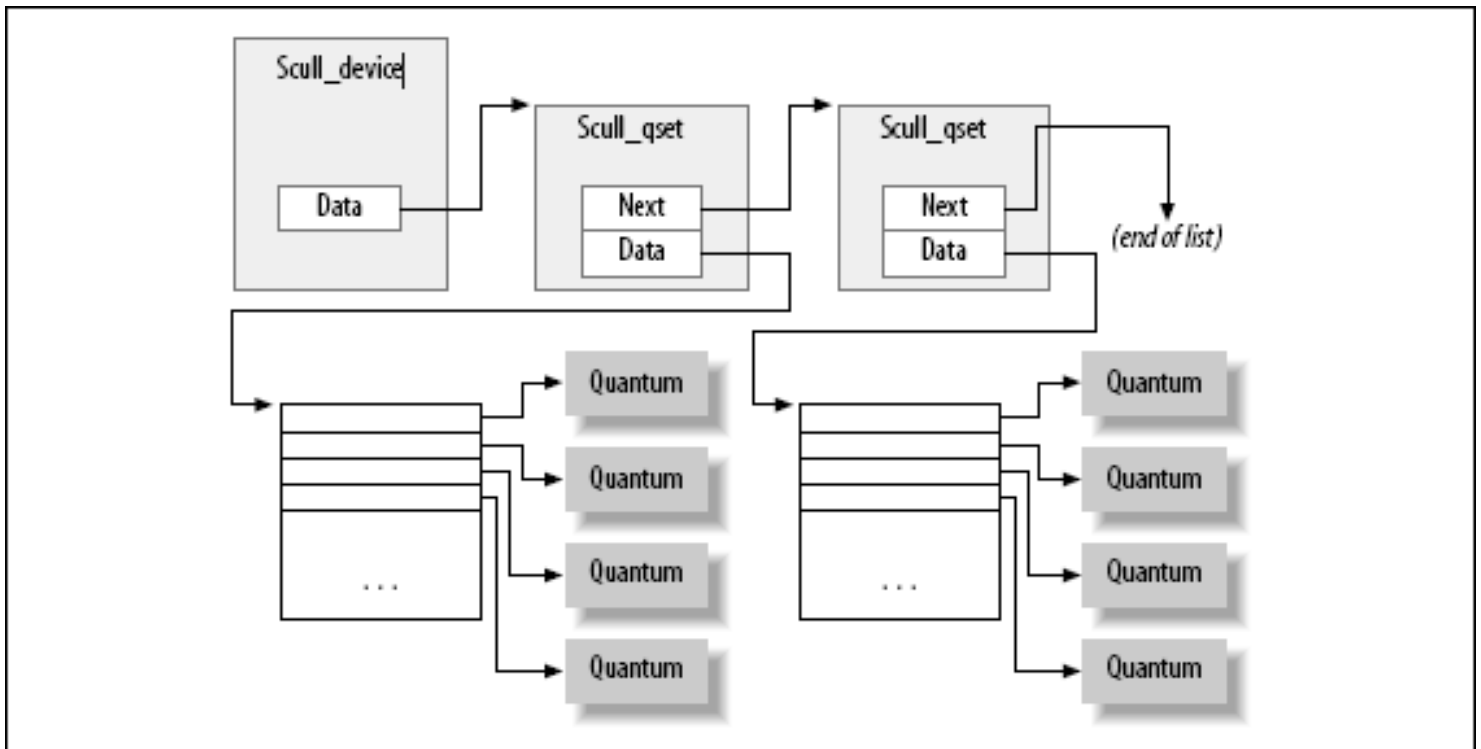 Scull_device
Data
Scull_qset
Next
Data
Scull_qset
Next
Data
(end of list)
Quantum
Quantum
Quantum
Quantum
. . .
Quantum
Quantum
Quantum
Quantum
. . .